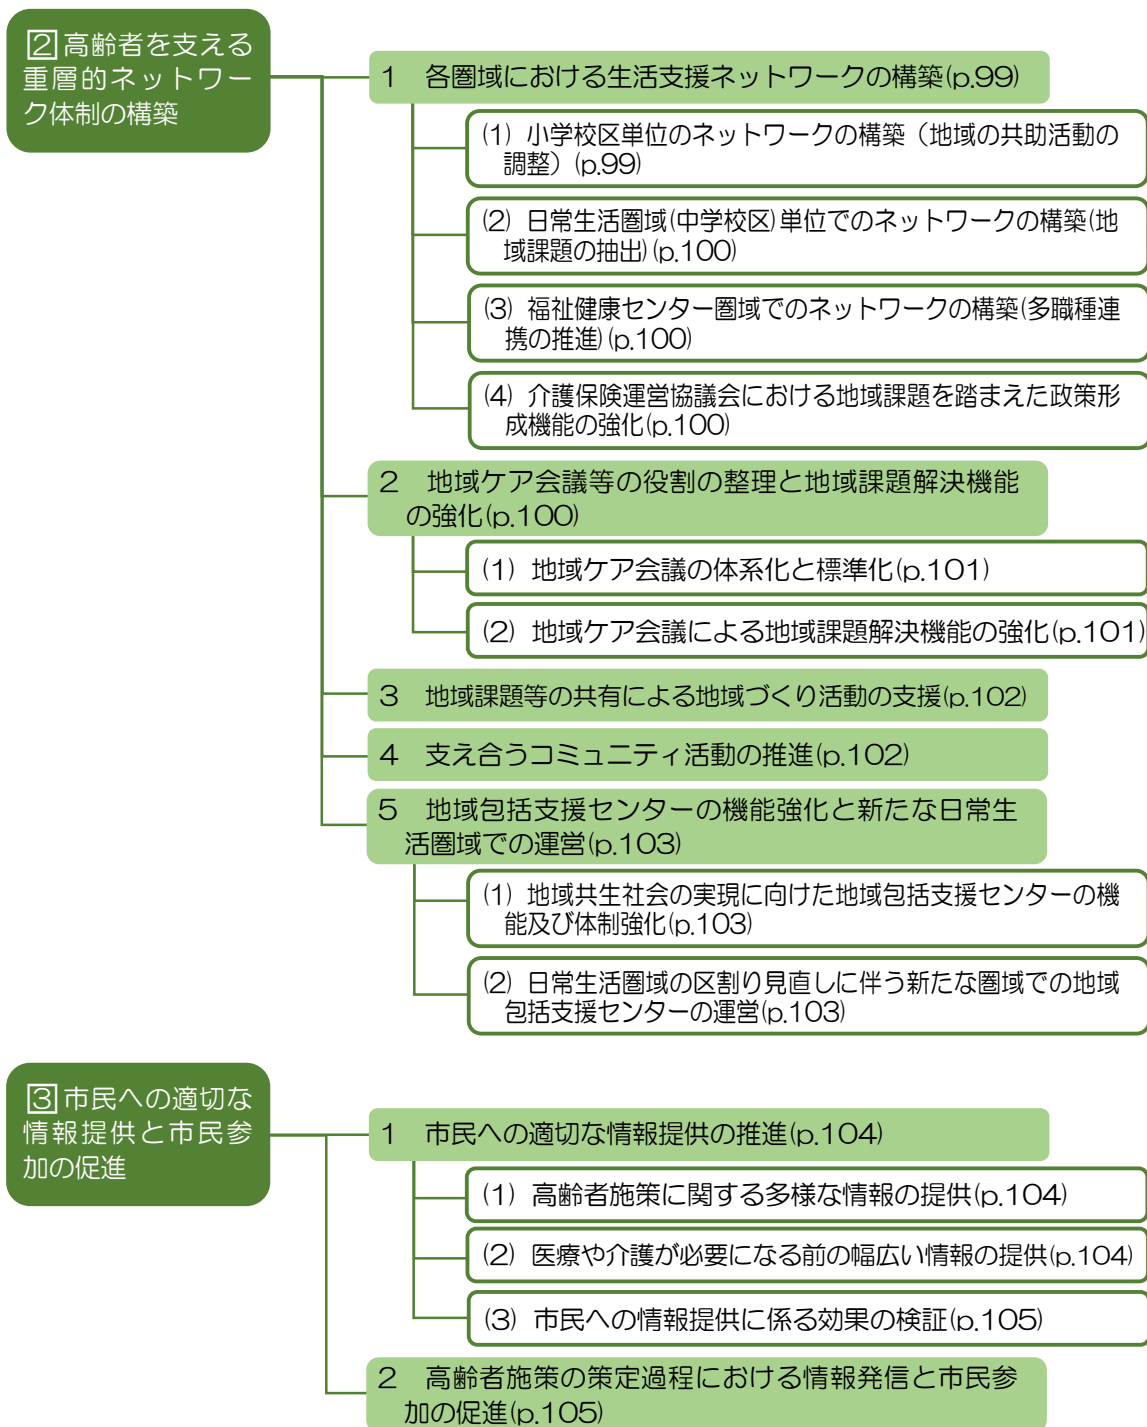 2 高齢者を支える
重層的ネットワー
ク体制の構築
1 各圏域における生活支援ネットワークの構築(p.99)
(1) 小学校区単位のネットワークの構築（地域の共助活動の
調整）(p.99)
(2) 日常生活圏域(中学校区)単位でのネットワークの構築(地
域課題の抽出)(p.100)
(3) 福祉健康センター圏域でのネットワークの構築(多職種連
携の推進)(p.100)
(4) 介護保険運営協議会における地域課題を踏まえた政策形
成機能の強化(p.100)
2 地域ケア会議等の役割の整理と地域課題解決機能
の強化(p.100)
(1) 地域ケア会議の体系化と標準化(p.101)
(2) 地域ケア会議による地域課題解決機能の強化(p.101)
3 地域課題等の共有による地域づくり活動の支援(p.102)
4 支え合うコミュニティ活動の推進(p.102)
5 地域包括支援センターの機能強化と新たな日常生
活圏域での運営(p.103)
(1) 地域共生社会の実現に向けた地域包括支援センターの機
能及び体制強化(p.103)
(2) 日常生活圏域の区割り見直しに伴う新たな圏域での地域
包括支援センターの運営(p.103)
3 市民への適切な
情報提供と市民参
加の促進
1 市民への適切な情報提供の推進(p.104)
(1) 高齢者施策に関する多様な情報の提供(p.104)
(2) 医療や介護が必要になる前の幅広い情報の提供(p.104)
(3) 市民への情報提供に係る効果の検証(p.105)
2 高齢者施策の策定過程における情報発信と市民参
加の促進(p.105)